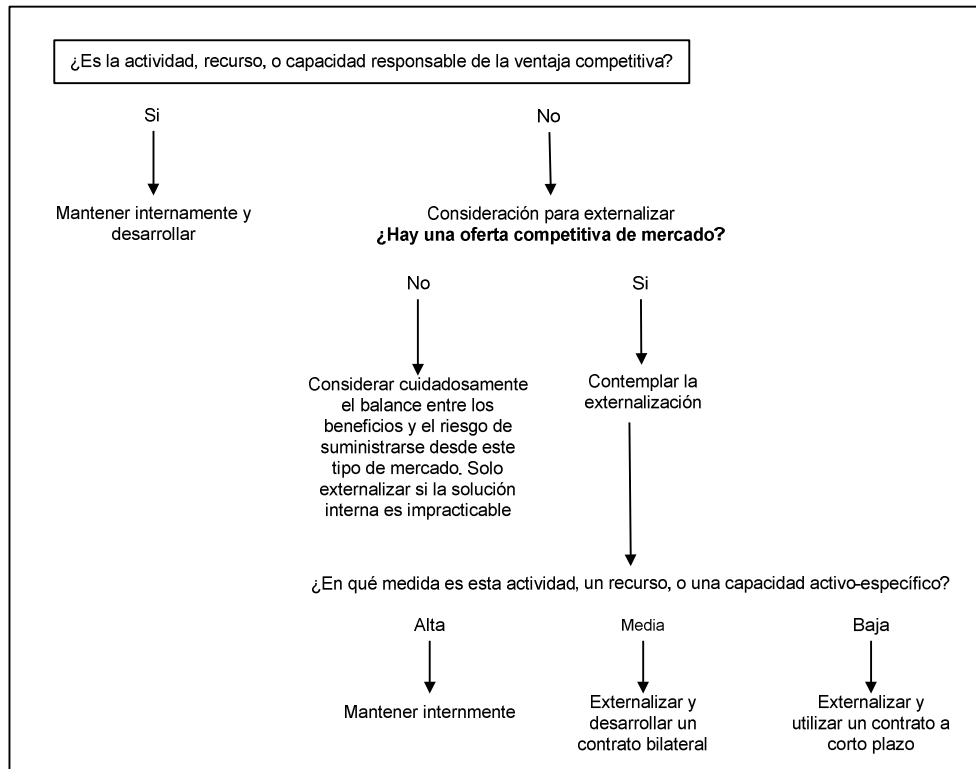 ¿Es la actividad, recurso, o capacidad responsable de la ventaja competitiva?
Si
No
Mantener internamente y
desarrollar
Consideración para externalizar
¿Hay una oferta competitiva de mercado?
No
Si
Considerar cuidadosamente
el balance entre los
beneficios y el riesgo de
suministrarse desde este
tipo de mercado. Solo
externalizar si la solución
interna es impracticable
Contemplar la
externalización
¿En qué medida es esta actividad, un recurso, o una capacidad activo-específico?
Alta
Media
Baja
Mantener internmente
Externalizar y
desarrollar un
contrato bilateral
Externalizar y
utilizar un contrato a
corto plazo